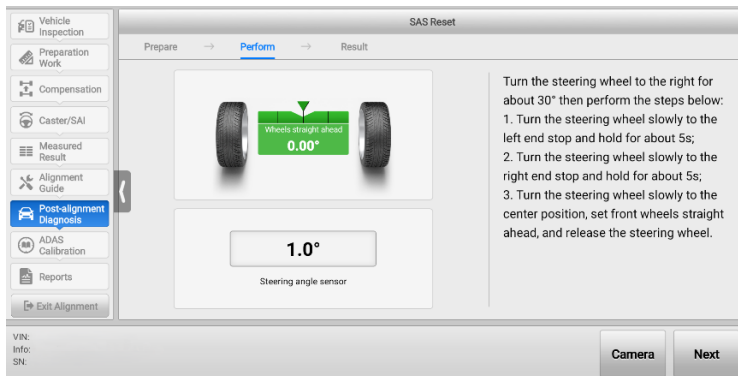 SAS Reset
Vehicle
Inspection
Preparation
Work
Compensation
Caster/SAI
Measured
Result
Alignment
Guide
Post-alignment
Diagnosis
ADAS
Calibration
Reports
Exit Alignment
Prepare → Perform → Result
Wheels straight ahead
0.00°
1.0°
Steering angle sensor
Turn the steering wheel to the right for
about 30° then perform the steps below:
1. Turn the steering wheel slowly to the
left end stop and hold for about 5s;
2. Turn the steering wheel slowly to the
right end stop and hold for about 5s;
3. Turn the steering wheel slowly to the
center position, set front wheels straight
ahead, and release the steering wheel.
VIN:
Info:
SN:
Camera
Next